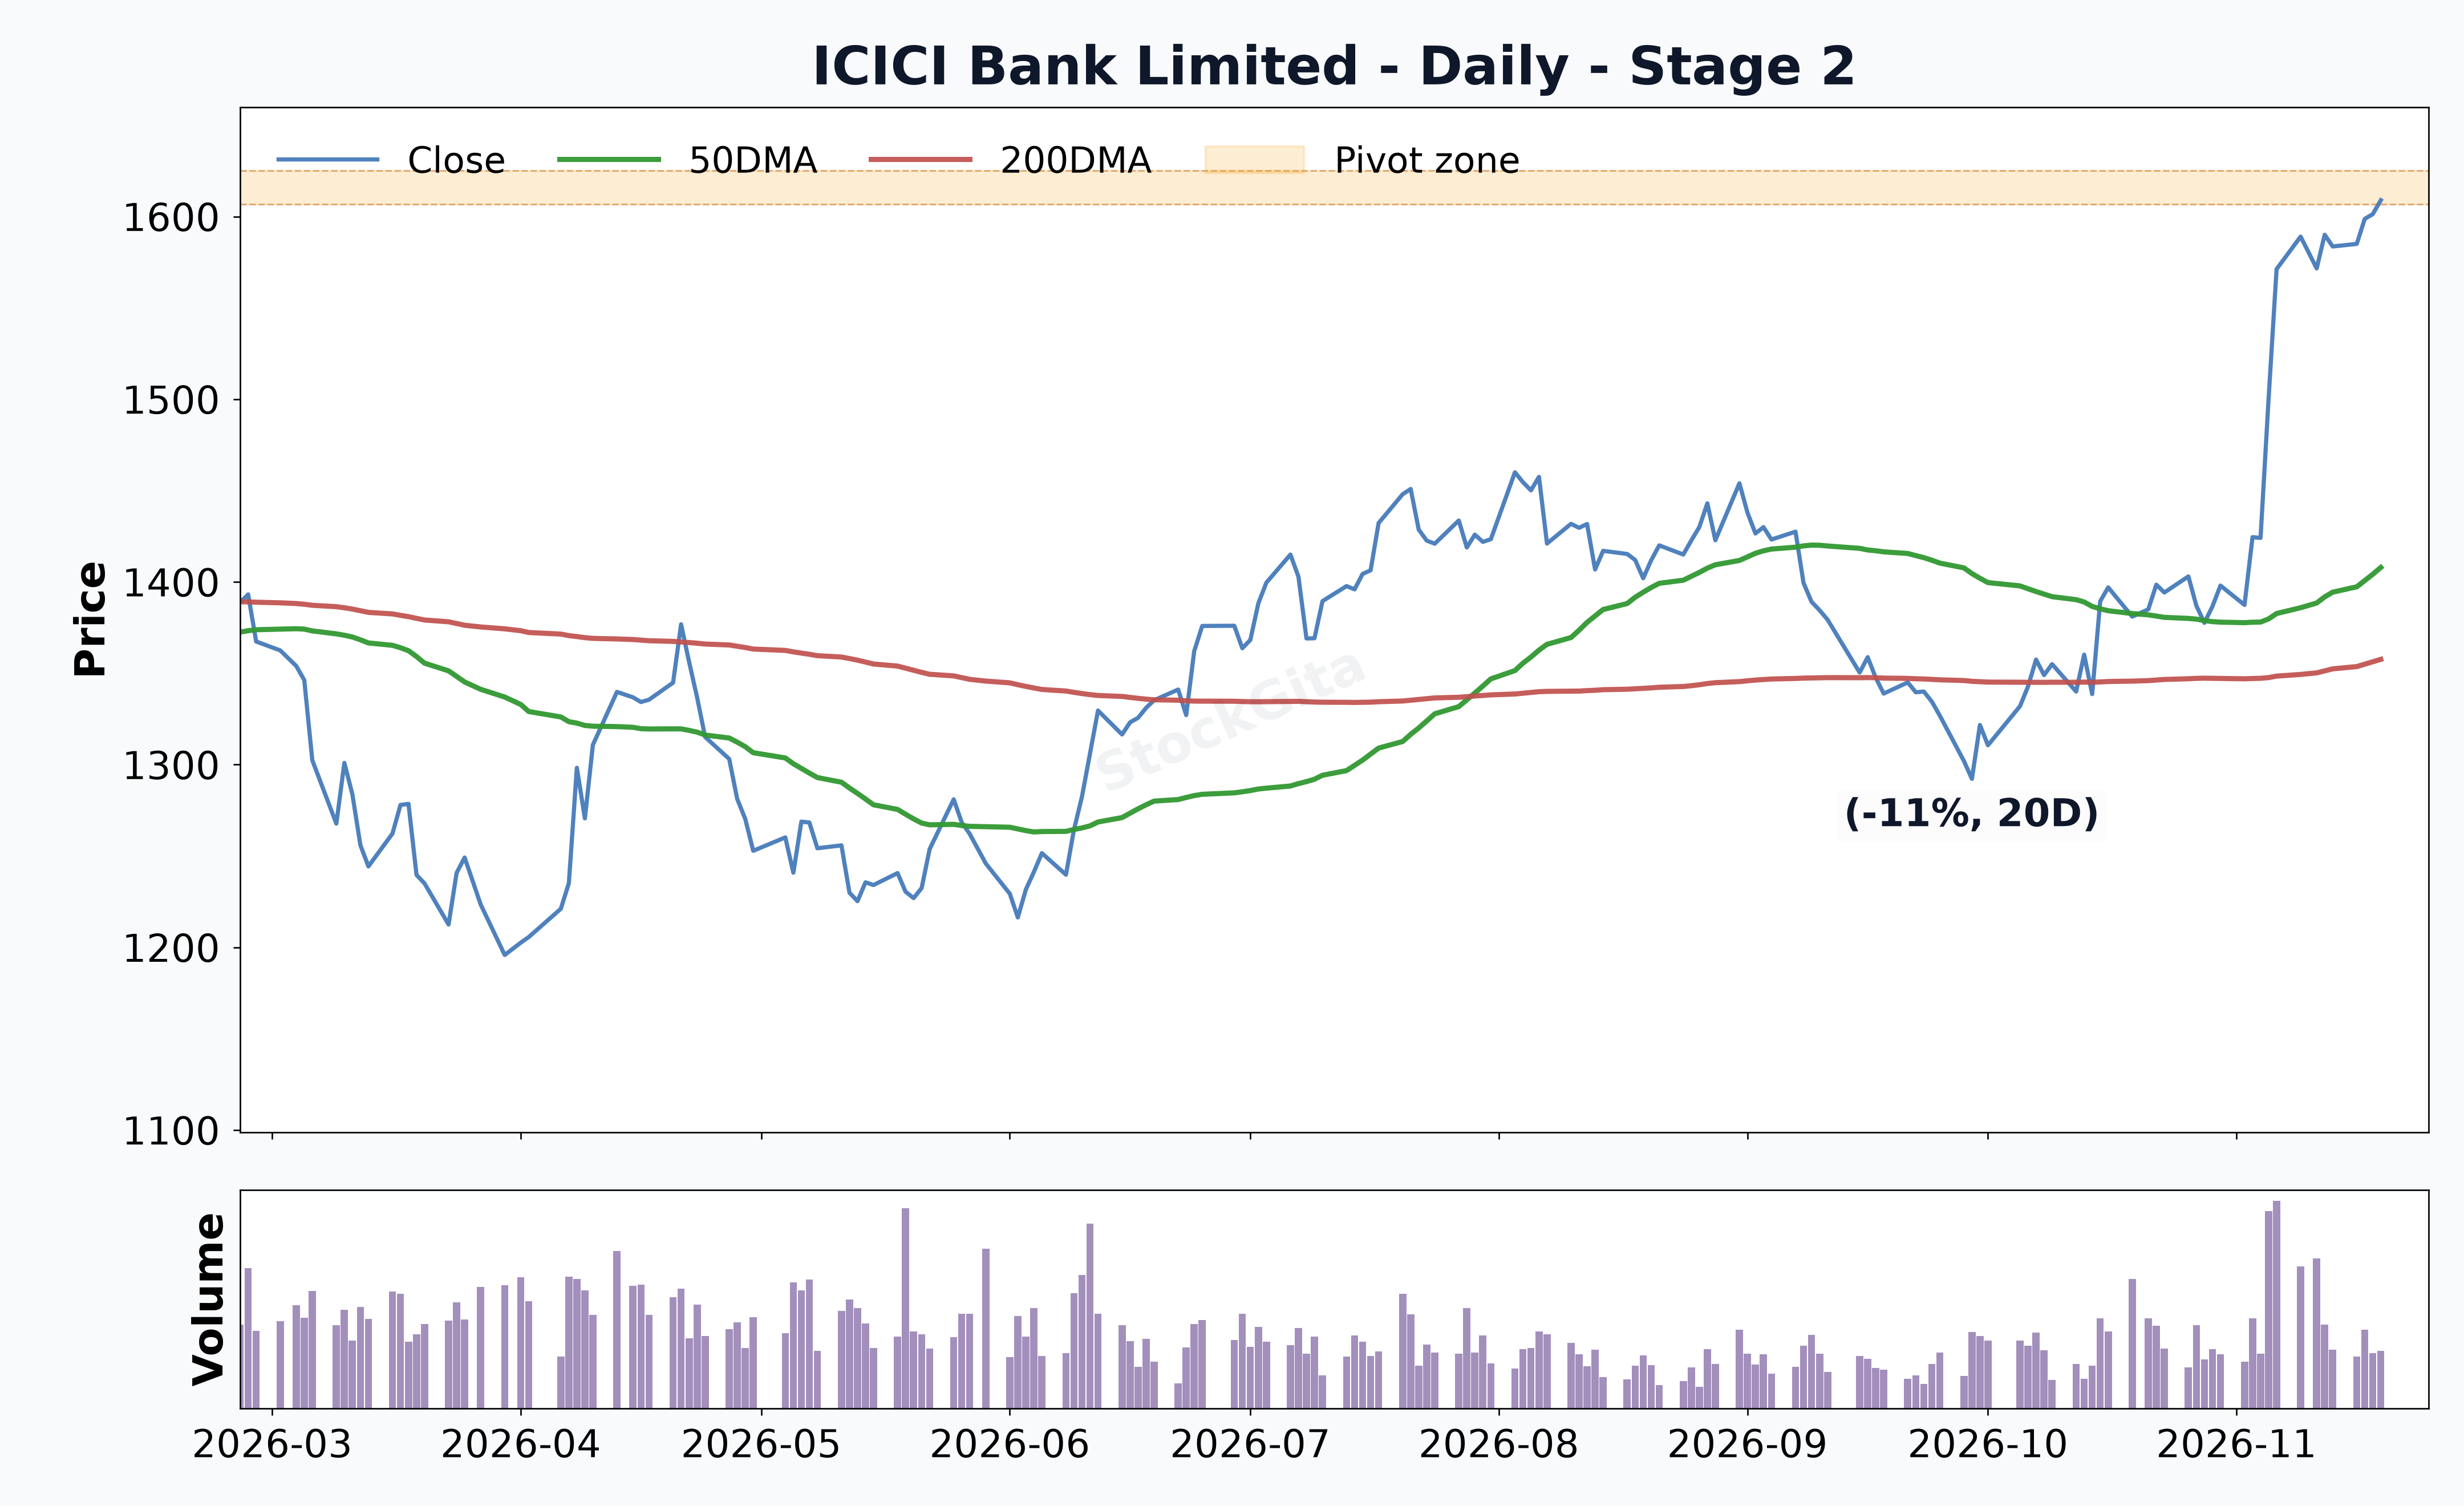 ICICI Bank Limited - Daily - Stage 2
Close 50DMA 200DMA Pivot zone
1600
1500
1400
1300
1200
1100
Price
StockGita
(-11%, 20D)
Volume
2026-03 2026-04 2026-05 2026-06 2026-07 2026-08 2026-09 2026-10 2026-11